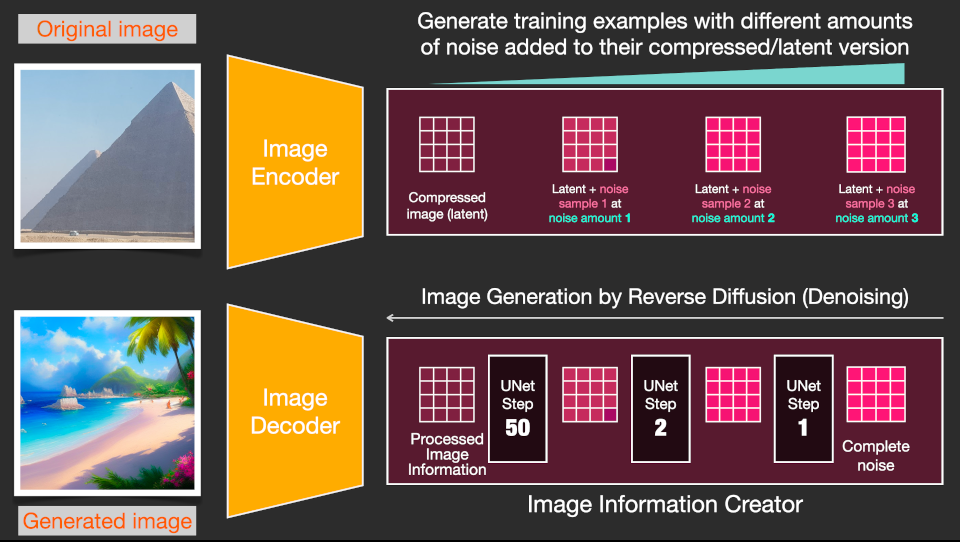 Original image
Generate training examples with different amounts
of noise added to their compressed/latent version
Image
Encoder
Compressed
image (latent)
Latent + noise
sample 1 at
noise amount 1
Latent + noise
sample 2 at
noise amount 2
Latent + noise
sample 3 at
noise amount 3
Image Generation by Reverse Diffusion (Denoising)
Image
Decoder
Processed
Image
Information
UNet
Step
50
UNet
Step
2
UNet
Step
1
Complete
noise
Generated image
Image Information Creator